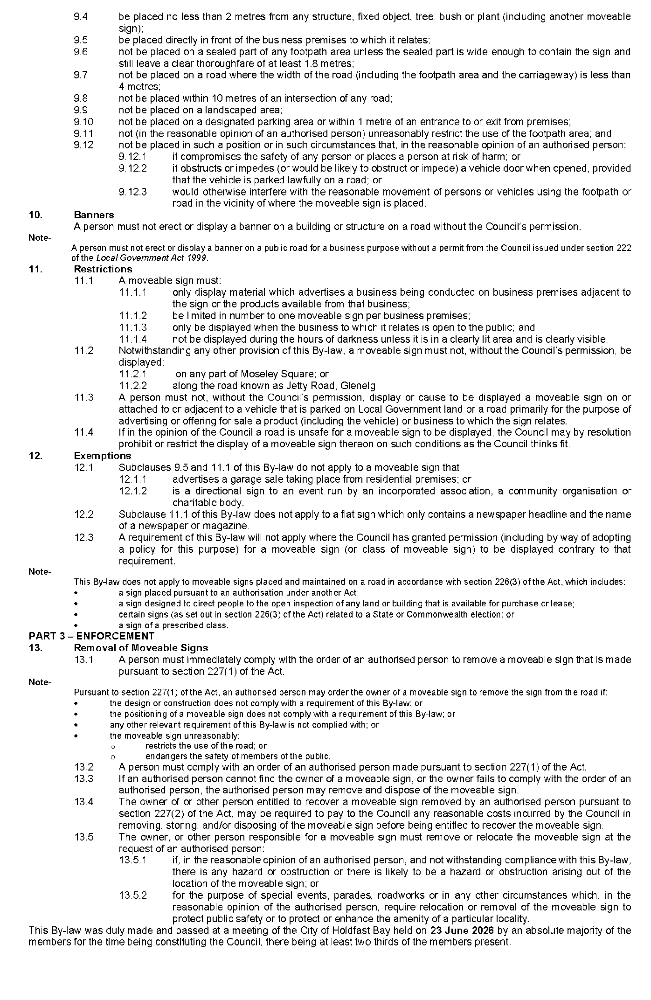 9.4 be placed no less than 2 metres from any structure, fixed object, tree. bush or plant (including another moveable
sign);
9.5 be placed directly in front of the business premises to which it relates;
9.6 not be placed on a sealed part of any footpath area unless the sealed part is wide enough to contain the sign and
still leave a clear thoroughfare of at least 1.8 metres;
9.7 not be placed on a road where the width of the road (including the footpath area and the carriageway) is less than
4 metres;
9.8 not be placed within 10 metres of an intersection of any road;
9.9 not be placed on a landscaped area;
9.10 not be placed on a designated parking area or within 1 metre of an entrance to or exit from premises;
9.11 not (in the reasonable opinion of an authorised person) unreasonably restrict the use of the footpath area; and
9.12 not be placed in such a position or in such circumstances that, in the reasonable opinion of an authorised person:
9.12.1 it compromises the safety of any person or places a person at risk of harm; or
9.12.2 it obstructs or impedes (or would be likely to obstruct or impede) a vehicle door when opened, provided
that the vehicle is parked lawfully on a road; or
9.12.3 would otherwise interfere with the reasonable movement of persons or vehicles using the footpath or
road in the vicinity of where the moveable sign is placed.
10. Banners
A person must not erect or display a banner on a building or structure on a road without the Council's permission.
Note-
A person must not erect or display a banner on a public road for a business purpose without a permit from the Council issued under section 222
of the Local Government Act 1999.
11. Restrictions
11.1 A moveable sign must:
11.1.1 only display material which advertises a business being conducted on business premises adjacent to
the sign or the products available from that business;
11.1.2 be limited in number to one moveable sign per business premises;
11.1.3 only be displayed when the business to which it relates is open to the public; and
11.1.4 not be displayed during the hours of darkness unless it is in a clearly lit area and is clearly visible.
11.2 Notwithstanding any other provision of this By-law, a moveable sign must not, without the Council's permission, be
displayed:
11.2.1 on any part of Moseley Square; or
11.2.2 along the road known as Jetty Road, Glenelg
11.3 A person must not, without the Council's permission, display or cause to be displayed a moveable sign on or
attached to or adjacent to a vehicle that is parked on Local Government land or a road primarily for the purpose of
advertising or offering for sale a product (including the vehicle) or business to which the sign relates.
11.4 If in the opinion of the Council a road is unsafe for a moveable sign to be displayed, the Council may by resolution
prohibit or restrict the display of a moveable sign thereon on such conditions as the Council thinks fit.
12. Exemptions
12.1 Subclauses 9.5 and 11.1 of this By-law do not apply to a moveable sign that:
12.1.1 advertises a garage sale taking place from residential premises; or
12.1.2 is a directional sign to an event run by an incorporated association, a community organisation or
charitable body.
12.2 Subclause 11.1 of this By-law does not apply to a flat sign which only contains a newspaper headline and the name
of a newspaper or magazine.
12.3 A requirement of this By-law will not apply where the Council has granted permission (including by way of adopting
a policy for this purpose) for a moveable sign (or class of moveable sign) to be displayed contrary to that
requirement.
Note-
This By-law does not apply to moveable signs placed and maintained on a road in accordance with section 226(3) of the Act, which includes:
• a sign placed pursuant to an authorisation under another Act;
• a sign designed to direct people to the open inspection of any land or building that is available for purchase or lease;
• certain signs (as set out in section 226(3) of the Act) related to a State or Commonwealth election; or
• a sign of a prescribed class.
PART 3 – ENFORCEMENT
13. Removal of Moveable Signs
13.1 A person must immediately comply with the order of an authorised person to remove a moveable sign that is made
pursuant to section 227(1) of the Act.
Note-
Pursuant to section 227(1) of the Act, an authorised person may order the owner of a moveable sign to remove the sign from the road if:
• the design or construction does not comply with a requirement of this By-law; or
• the positioning of a moveable sign does not comply with a requirement of this By-law; or
• any other relevant requirement of this By-law is not complied with; or
• the moveable sign unreasonably:
o restricts the use of the road; or
o endangers the safety of members of the public,
13.2 A person must comply with an order of an authorised person made pursuant to section 227(1) of the Act.
13.3 If an authorised person cannot find the owner of a moveable sign, or the owner fails to comply with the order of an
authorised person, the authorised person may remove and dispose of the moveable sign.
13.4 The owner of or other person entitled to recover a moveable sign removed by an authorised person pursuant to
section 227(2) of the Act, may be required to pay to the Council any reasonable costs incurred by the Council in
removing, storing, and/or disposing of the moveable sign before being entitled to recover the moveable sign.
13.5 The owner, or other person responsible for a moveable sign must remove or relocate the moveable sign at the
request of an authorised person:
13.5.1 if, in the reasonable opinion of an authorised person, and not withstanding compliance with this By-law,
there is any hazard or obstruction or there is likely to be a hazard or obstruction arising out of the
location of the moveable sign; or
13.5.2 for the purpose of special events, parades, roadworks or in any other circumstances which, in the
reasonable opinion of the authorised person, require relocation or removal of the moveable sign to
protect public safety or to protect or enhance the amenity of a particular locality.
This By-law was duly made and passed at a meeting of the City of Holdfast Bay held on 23 June 2026 by an absolute majority of the
members for the time being constituting the Council, there being at least two thirds of the members present.